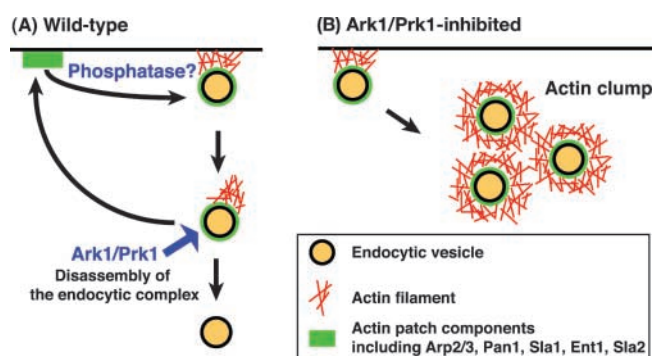 (A) Wild-type
Phosphatase?
Ark1/Prk1
Disassembly of
the endocytic complex
(B) Ark1/Prk1-inhibited
Actin clump
Endocytic vesicle
Actin filament
Actin patch components
including Arp2/3, Pan1, Sla1, Ent1, Sla2